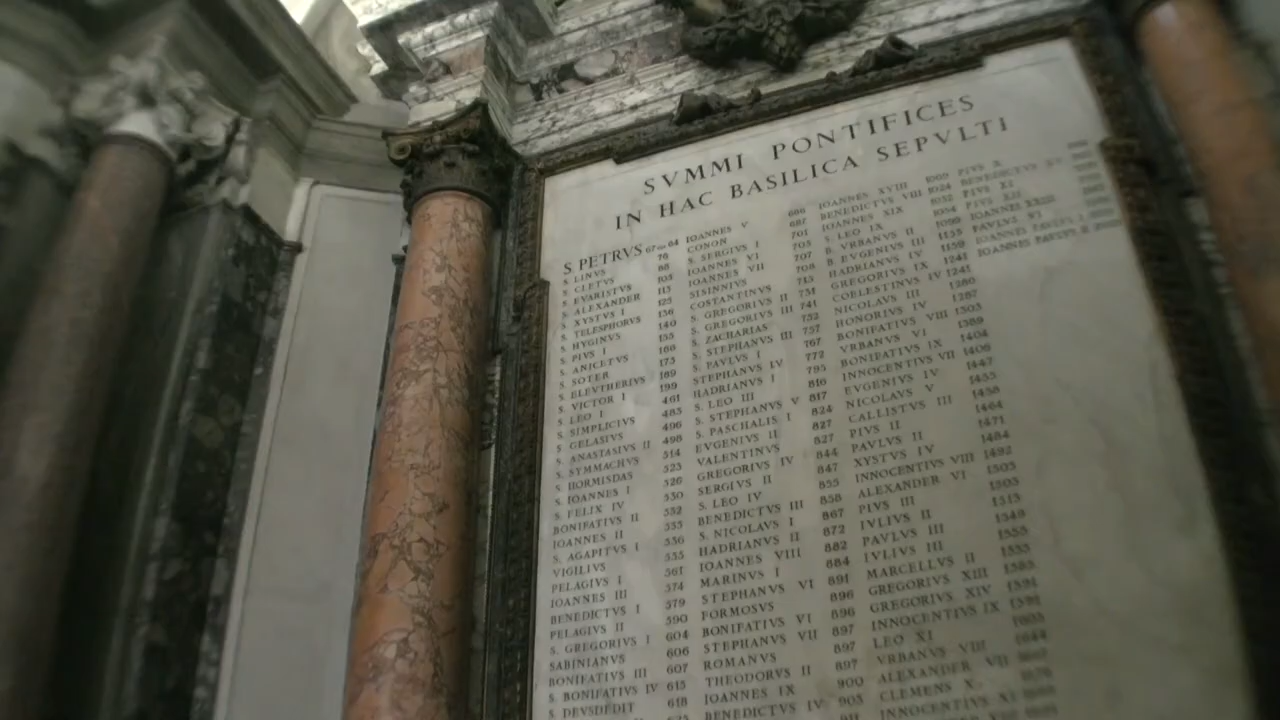 SVMMI PONTIFICES
IN HAC BASILICA SEPVLTI
S. PETRVS 67 or 64
S. LINVS 76
S. CLETVS 88
S. EVARISTVS 105
S. ALEXANDER 115
S. XYSTVS I 125
S. TELESPHORVS 136
S. HYGINVS 140
S. PIVS I 155
S. ANICETVS 166
S. SOTER 175
S. ELEVTHERIVS 189
S. VICTOR I 199
S. LEO I 461
S. SIMPLICIVS 483
S. GELASIVS 496
S. ANASTASIVS II 498
S. SYMMACHVS 514
S. HORMISDAS 523
S. IOANNES I 526
S. FELIX IV 530
BONIFATIVS II 532
IOANNES II 535
S. AGAPITVS I 536
VIGILIVS 555
PELAGIVS I 561
IOANNES III 574
BENEDICTVS I 579
PELAGIVS II 590
S. GREGORIVS I 604
SABINIANVS 606
BONIFATIVS III 607
S. BONIFATIVS IV 615
S. DEVSDEDIT 618
IOANNES V 686
CONON 687
S. SERGIVS I 701
IOANNES VI 705
IOANNES VII 707
SISINNIVS 708
COSTANTINVS 715
S. GREGORIVS II 731
S. GREGORIVS III 741
S. ZACHARIAS 752
S. STEPHANVS III 757
S. PAVLVS I 767
STEPHANVS IV 772
HADRIANVS I 795
S. LEO III 816
S. STEPHANVS V 817
S. PASCHALIS I 824
EVGENIVS II 827
VALENTINVS 827
GREGORIVS IV 844
SERGIVS II 847
S. LEO IV 855
BENEDICTVS III 858
S. NICOLAVS I 867
HADRIANVS II 872
IOANNES VIII 882
MARINVS I 884
STEPHANVS VI 891
FORMOSVS 896
BONIFATIVS VI 896
STEPHANVS VII 897
ROMANVS 897
THEODORVS II 897
IOANNES IX 900
BENEDICTVS IV 903
IOANNES XVIII 1009
BENEDICTVS VIII 1024
IOANNES XIX 1032
S. LEO IX 1054
B. VRBANVS II 1099
B. EVGENIVS III 1153
HADRIANVS IV 1159
GREGORIVS IX 1241
COELESTINVS IV 1241
NICOLAVS III 1280
HONORIVS IV 1287
BONIFATIVS VIII 1303
VRBANVS VI 1389
BONIFATIVS IX 1404
INNOCENTIVS VII 1406
EVGENIVS IV 1447
NICOLAVS V 1455
CALLISTVS III 1458
PIVS II 1464
PAVLVS II 1471
XYSTVS IV 1484
INNOCENTIVS VIII 1492
ALEXANDER VI 1503
PIVS III 1503
IVLIVS II 1513
PAVLVS III 1549
IVLIVS III 1555
MARCELLVS II 1555
GREGORIVS XIII 1585
GREGORIVS XIV 1591
INNOCENTIVS IX 1591
LEO XI 1605
VRBANVS VIII 1644
ALEXANDER VII
CLEMENS X
INNOCENTIVS XI
PIVS X
BENEDICTVS XV
PIVS XI
PIVS XII
IOANNES XXIII
PAVLVS VI
IOANNES PAVLVS I
IOANNES PAVLVS II